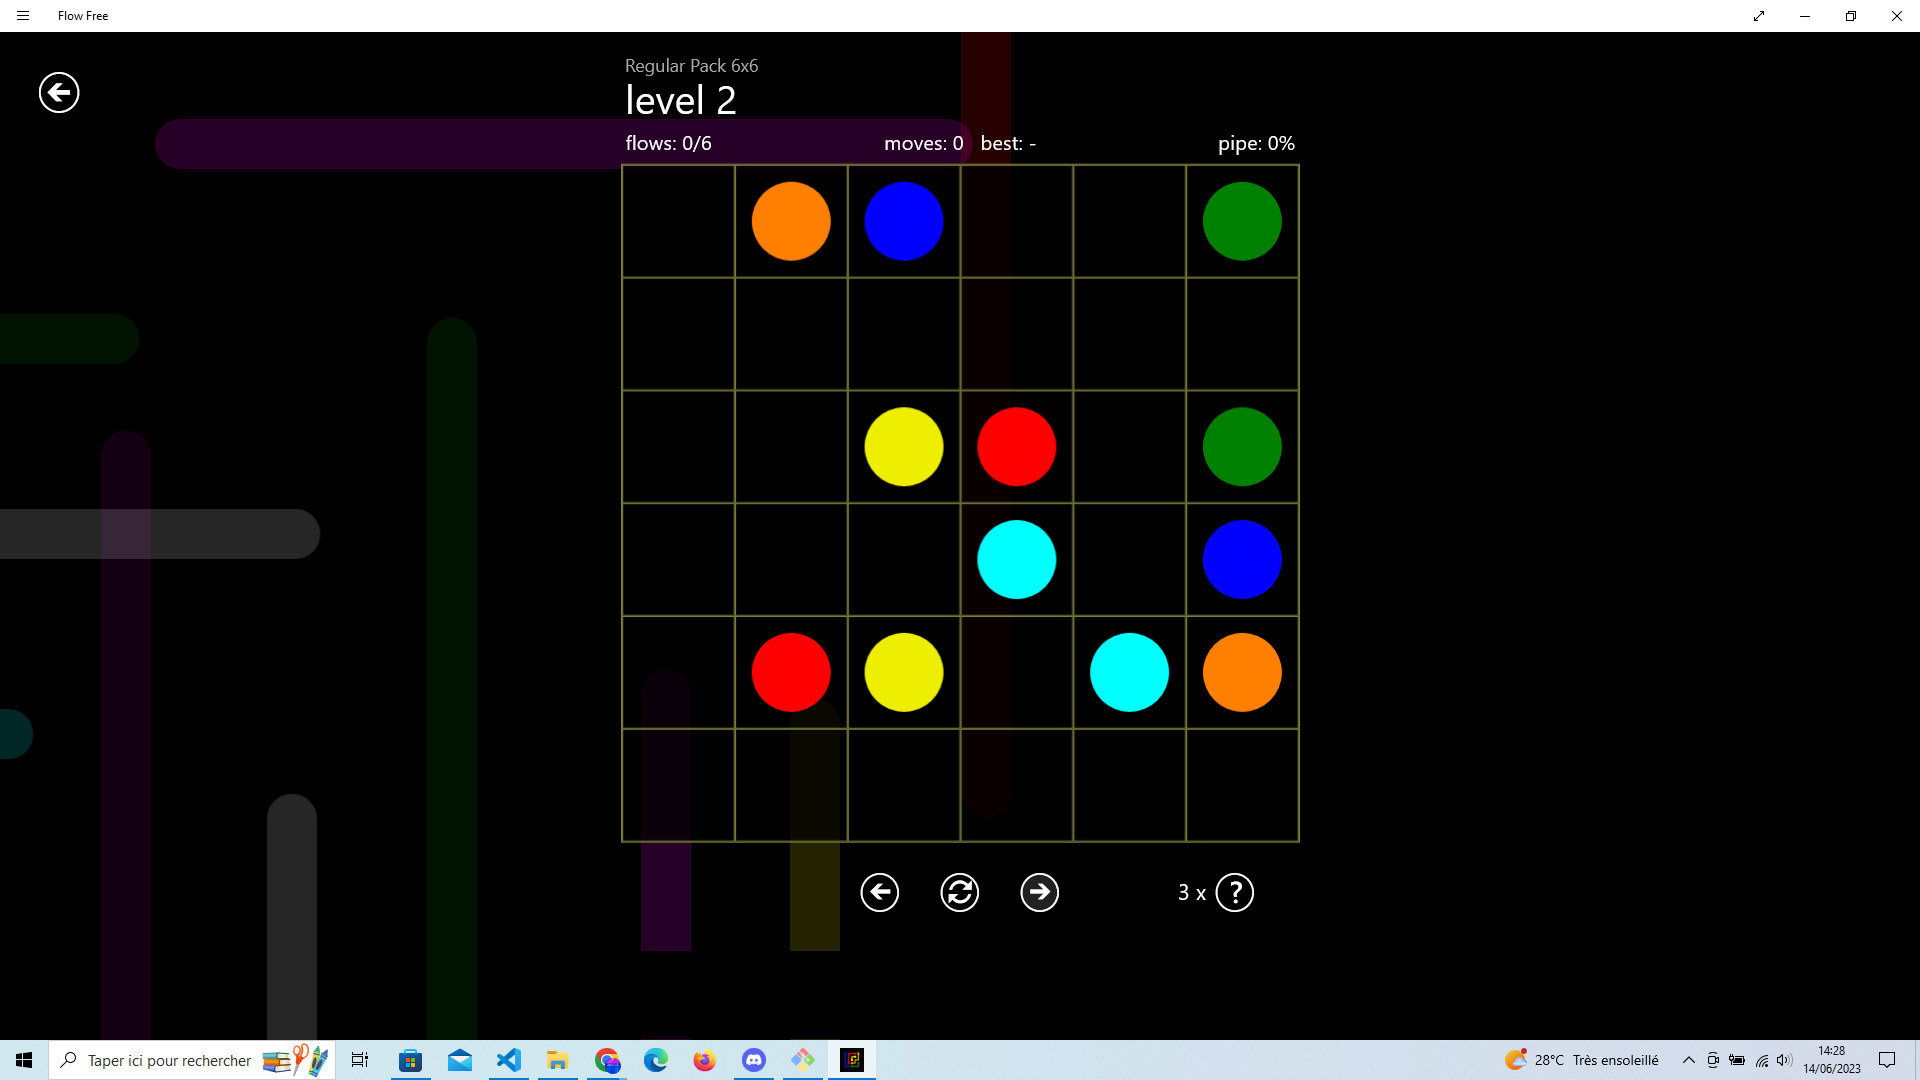 Flow Free
Regular Pack 6x6
level 2
flows: 0/6 moves: 0 best: - pipe: 0%
3 x ?
Taper ici pour rechercher
28°C Très ensoleillé
14:28
14/06/2023